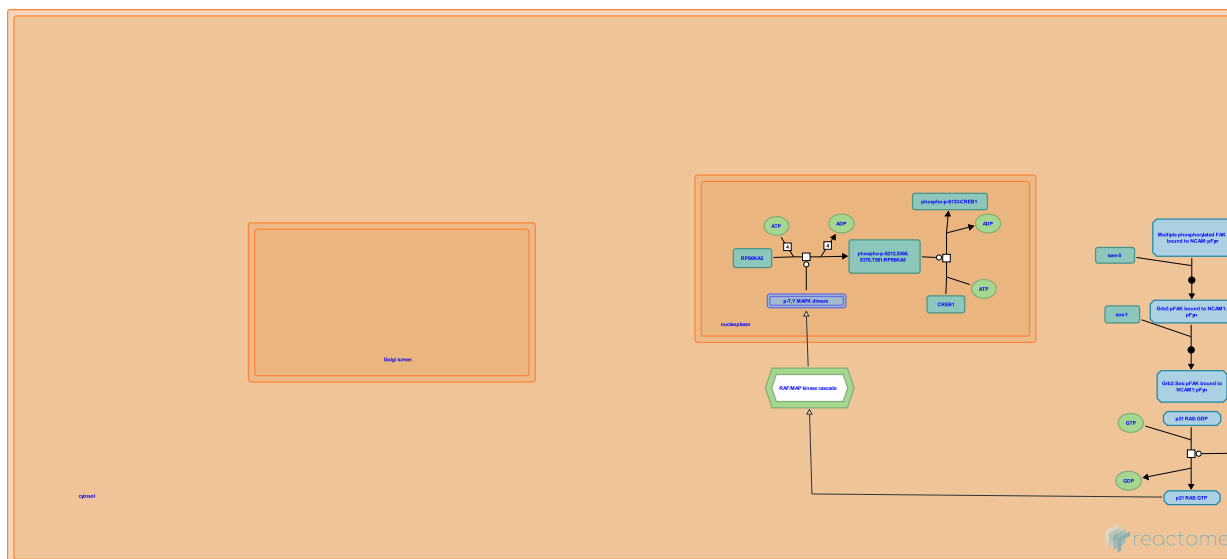 phospho-p-S133-CREB1
ATP
ADP
ADP
4
4
RPS6KA5
phospho-p-S212,S360,
S376,T581-RPS6KA5
ATP
p-T,Y MAPK dimers
CREB1
nucleoplasm
Golgi lumen
RAF/MAP kinase cascade
cytosol
Multiple phosphorylated FAK
bound to NCAM:pFyn
sem-5
Grb2:pFAK bound to NCAM1:
pFyn
sos-1
Grb2:Sos:pFAK bound to
NCAM1:pFyn
p21 RAS:GDP
GTP
GDP
p21 RAS:GTP
reactome